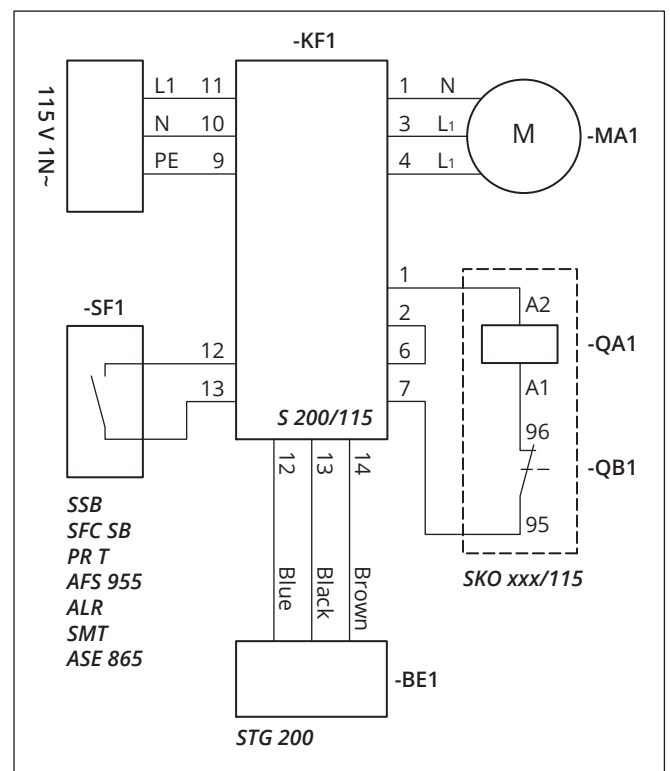 -KF1
115 V 1N~
L1 11
N 10
PE 9
1 N
3 L1
4 L1
M
-MA1
-SF1
12
13
1
2
6
7
S 200/115
A2
-QA1
A1
96
-QB1
95
SKO xxx/115
12
13
14
Blue
Black
Brown
SSB
SFC SB
PR T
AFS 955
ALR
SMT
ASE 865
-BE1
STG 200